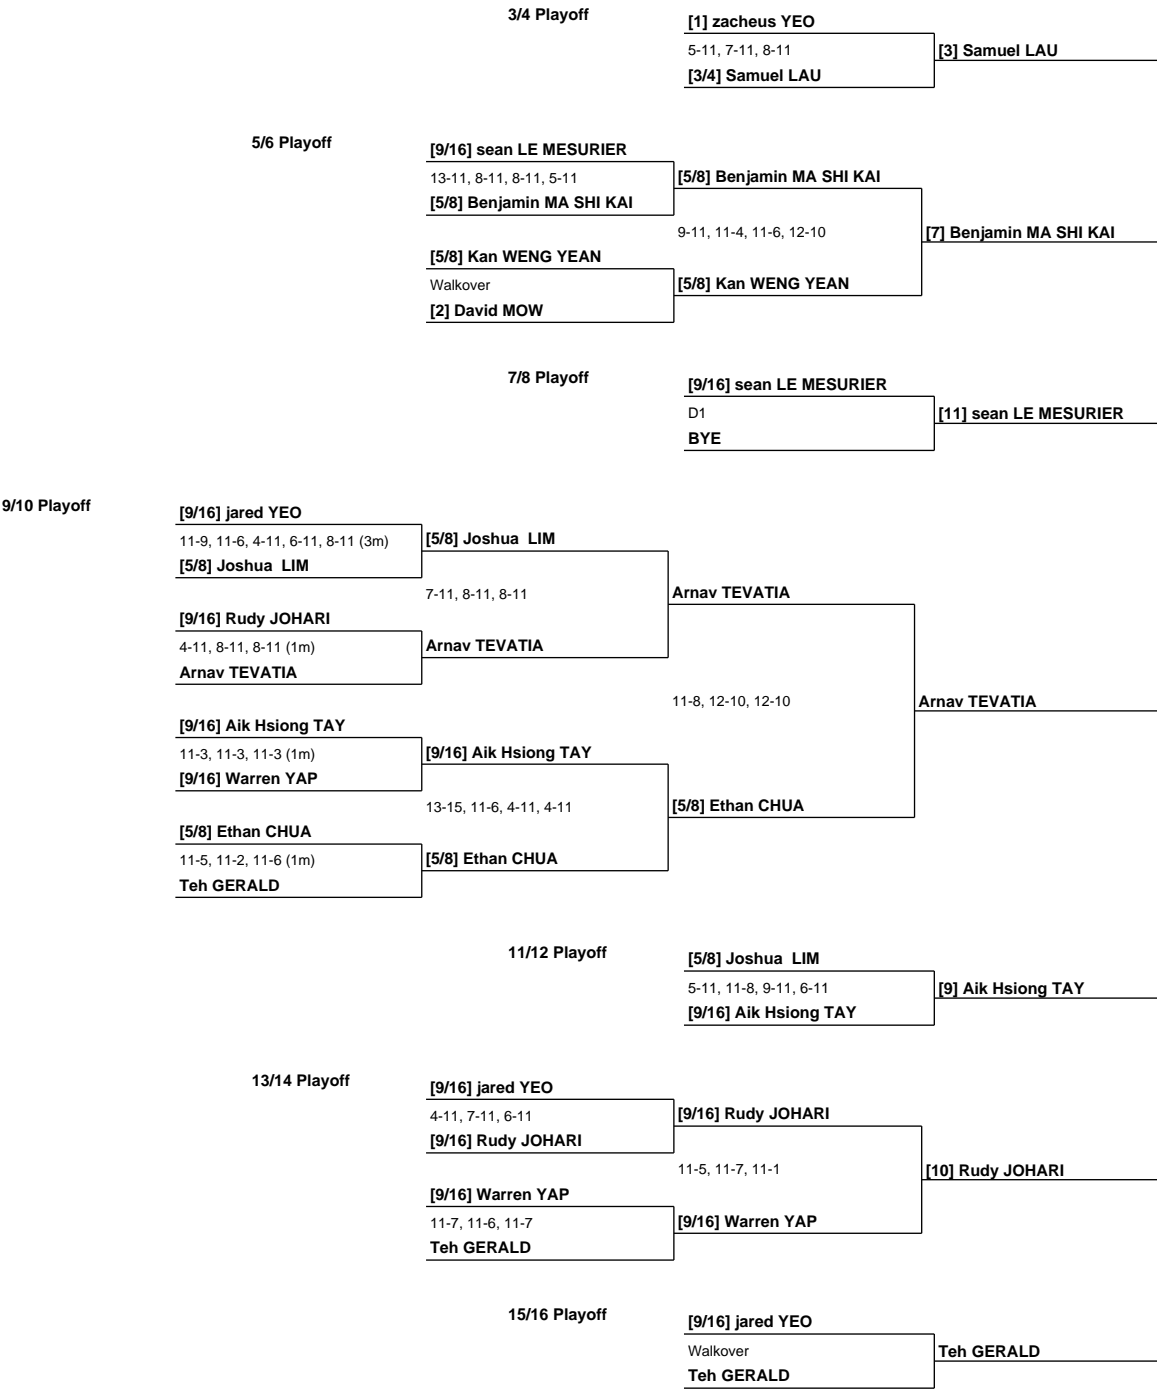 3/4 Playoff
[1] zacheus YEO
5-11, 7-11, 8-11
[3] Samuel LAU
[3/4] Samuel LAU
5/6 Playoff
[9/16] sean LE MESURIER
13-11, 8-11, 8-11, 5-11
[5/8] Benjamin MA SHI KAI
[5/8] Benjamin MA SHI KAI
9-11, 11-4, 11-6, 12-10
[7] Benjamin MA SHI KAI
[5/8] Kan WENG YEAN
Walkover
[5/8] Kan WENG YEAN
[2] David MOW
7/8 Playoff
[9/16] sean LE MESURIER
D1
[11] sean LE MESURIER
BYE
9/10 Playoff
[9/16] jared YEO
11-9, 11-6, 4-11, 6-11, 8-11 (3m)
[5/8] Joshua LIM
[5/8] Joshua LIM
7-11, 8-11, 8-11
Arnav TEVATIA
[9/16] Rudy JOHARI
4-11, 8-11, 8-11 (1m)
Arnav TEVATIA
Arnav TEVATIA
11-8, 12-10, 12-10
Arnav TEVATIA
[9/16] Aik Hsiong TAY
11-3, 11-3, 11-3 (1m)
[9/16] Aik Hsiong TAY
[9/16] Warren YAP
13-15, 11-6, 4-11, 4-11
[5/8] Ethan CHUA
[5/8] Ethan CHUA
11-5, 11-2, 11-6 (1m)
[5/8] Ethan CHUA
Teh GERALD
11/12 Playoff
[5/8] Joshua LIM
5-11, 11-8, 9-11, 6-11
[9] Aik Hsiong TAY
[9/16] Aik Hsiong TAY
13/14 Playoff
[9/16] jared YEO
4-11, 7-11, 6-11
[9/16] Rudy JOHARI
[9/16] Rudy JOHARI
11-5, 11-7, 11-1
[10] Rudy JOHARI
[9/16] Warren YAP
11-7, 11-6, 11-7
[9/16] Warren YAP
Teh GERALD
15/16 Playoff
[9/16] jared YEO
Walkover
Teh GERALD
Teh GERALD